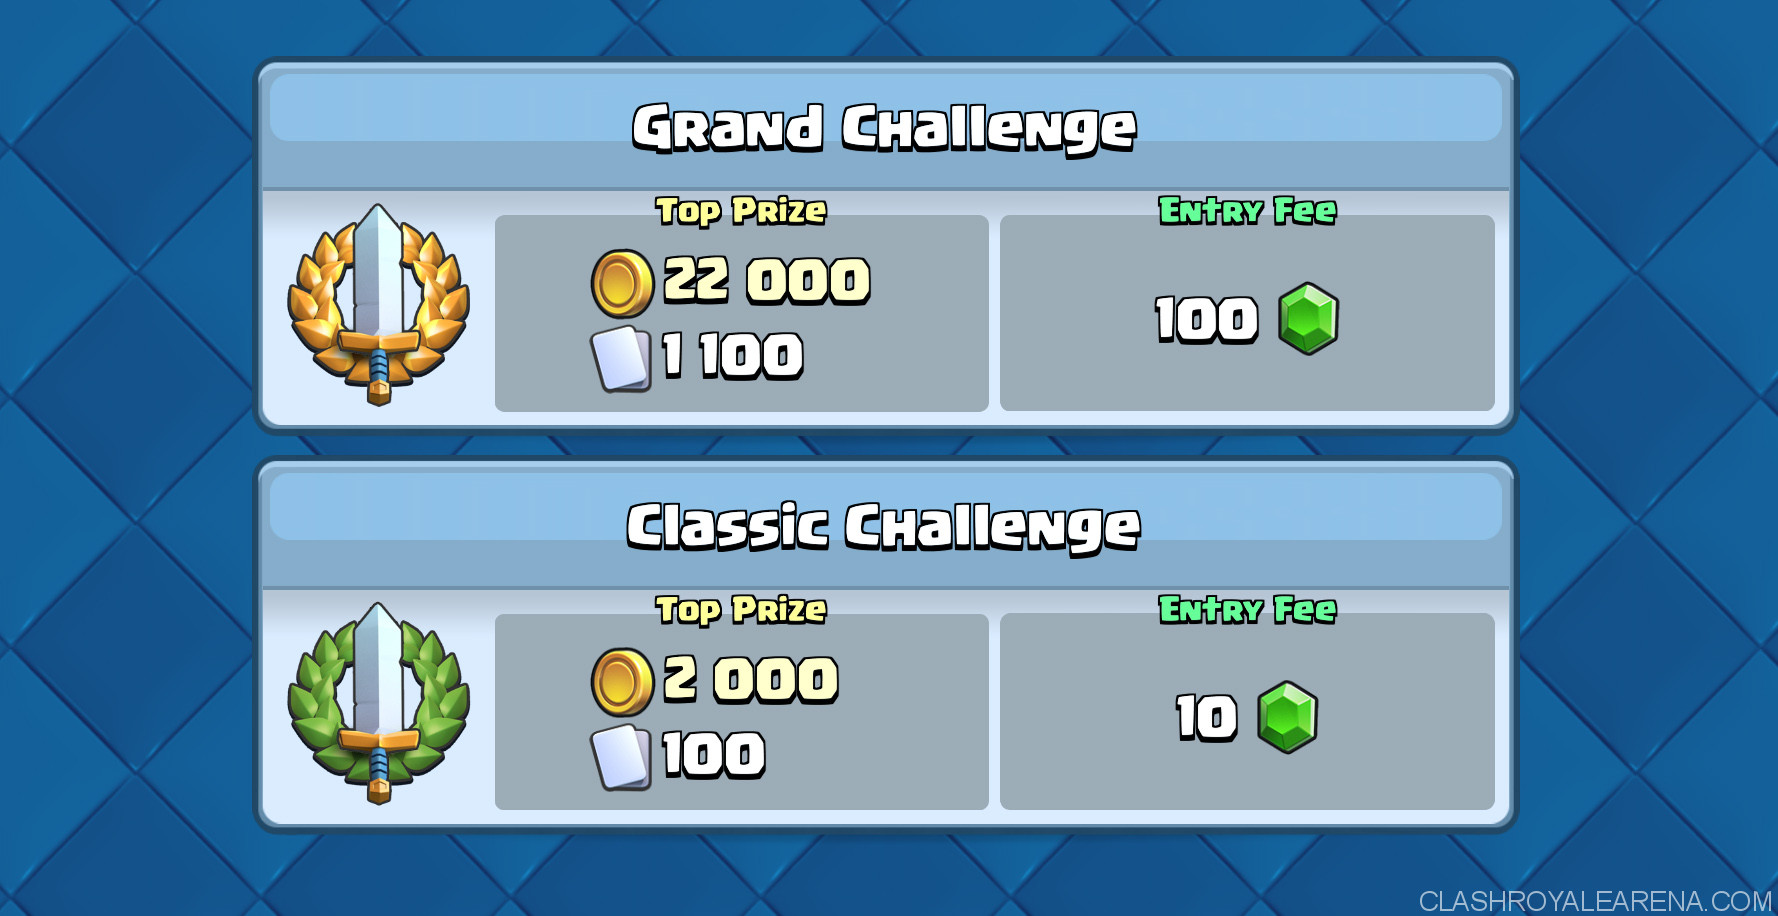 Grand Challenge
Top Prize
Entry Fee
22 000
1 100
100
Classic Challenge
Top Prize
Entry Fee
2 000
100
10
CLASHROYALEARENA.COM